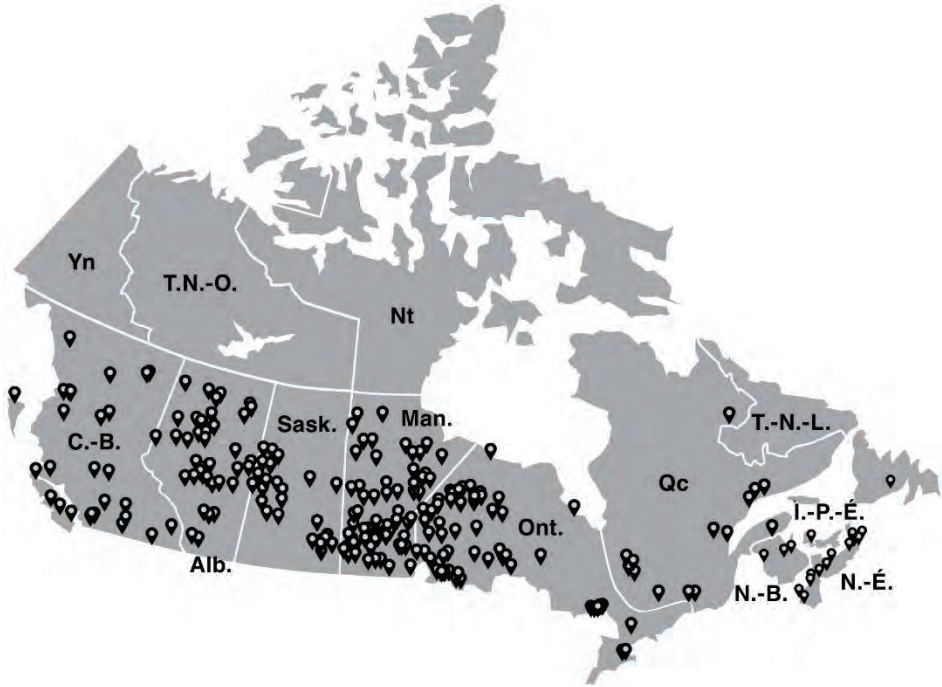 Yn
T.N.-O.
Nt
C.-B.
Alb.
Sask.
Man.
Ont.
Qc
T.-N.-L.
Î.-P.-É.
N.-B.
N.-É.